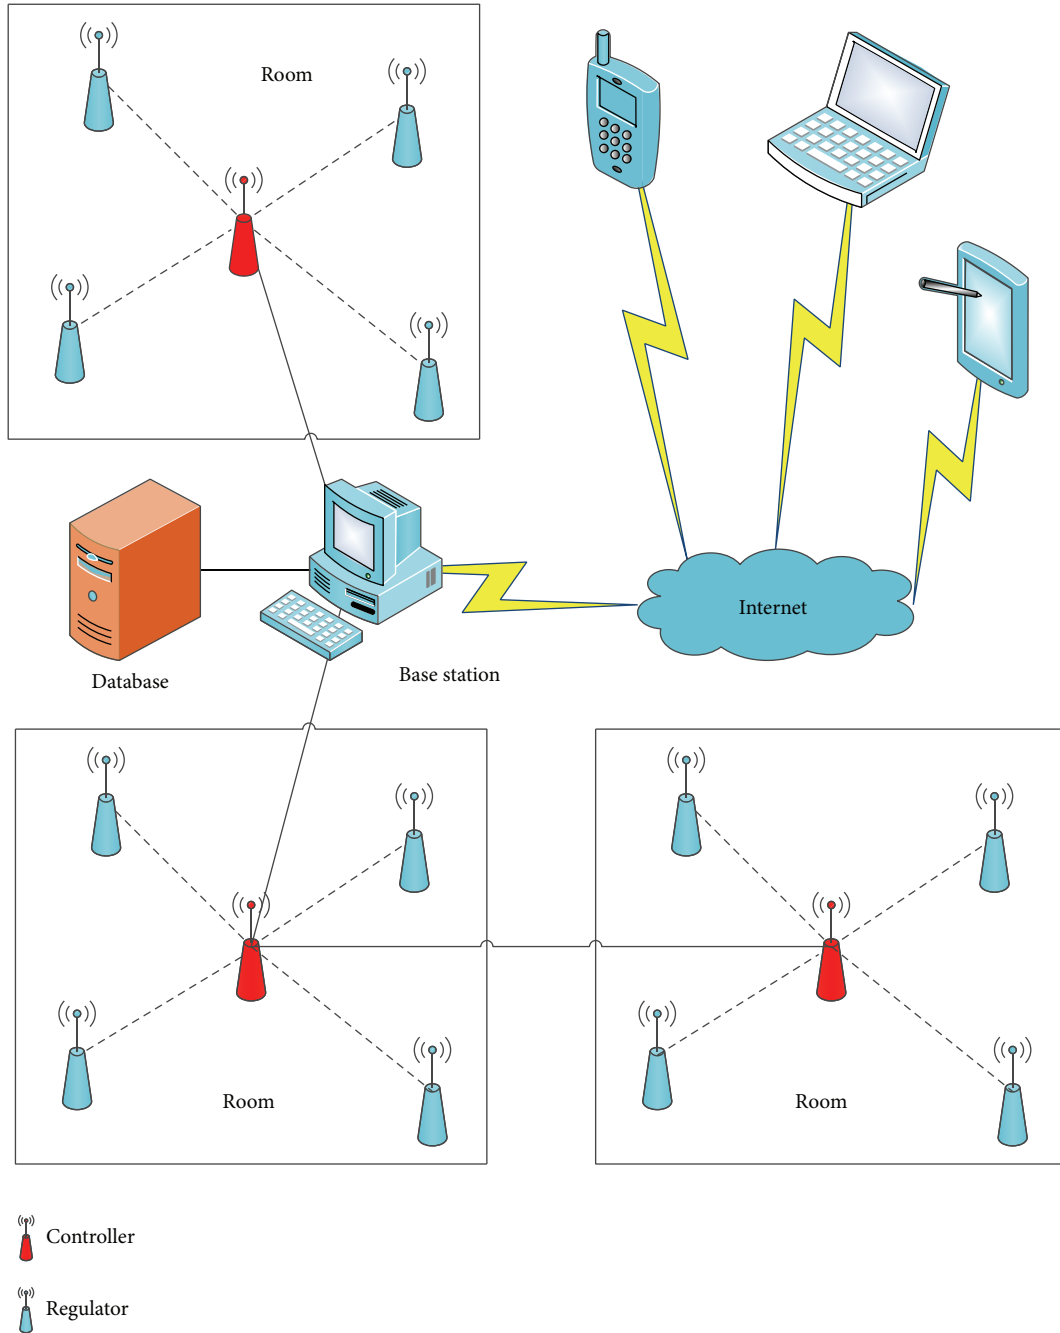 Room
Internet
Base station
Database
Room
Room
Controller
Regulator